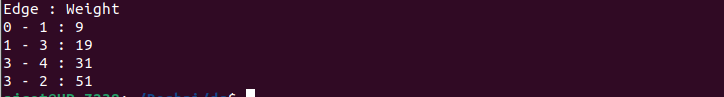 Edge : Weight
0 - 1 : 9
1 - 3 : 19
3 - 4 : 31
3 - 2 : 51